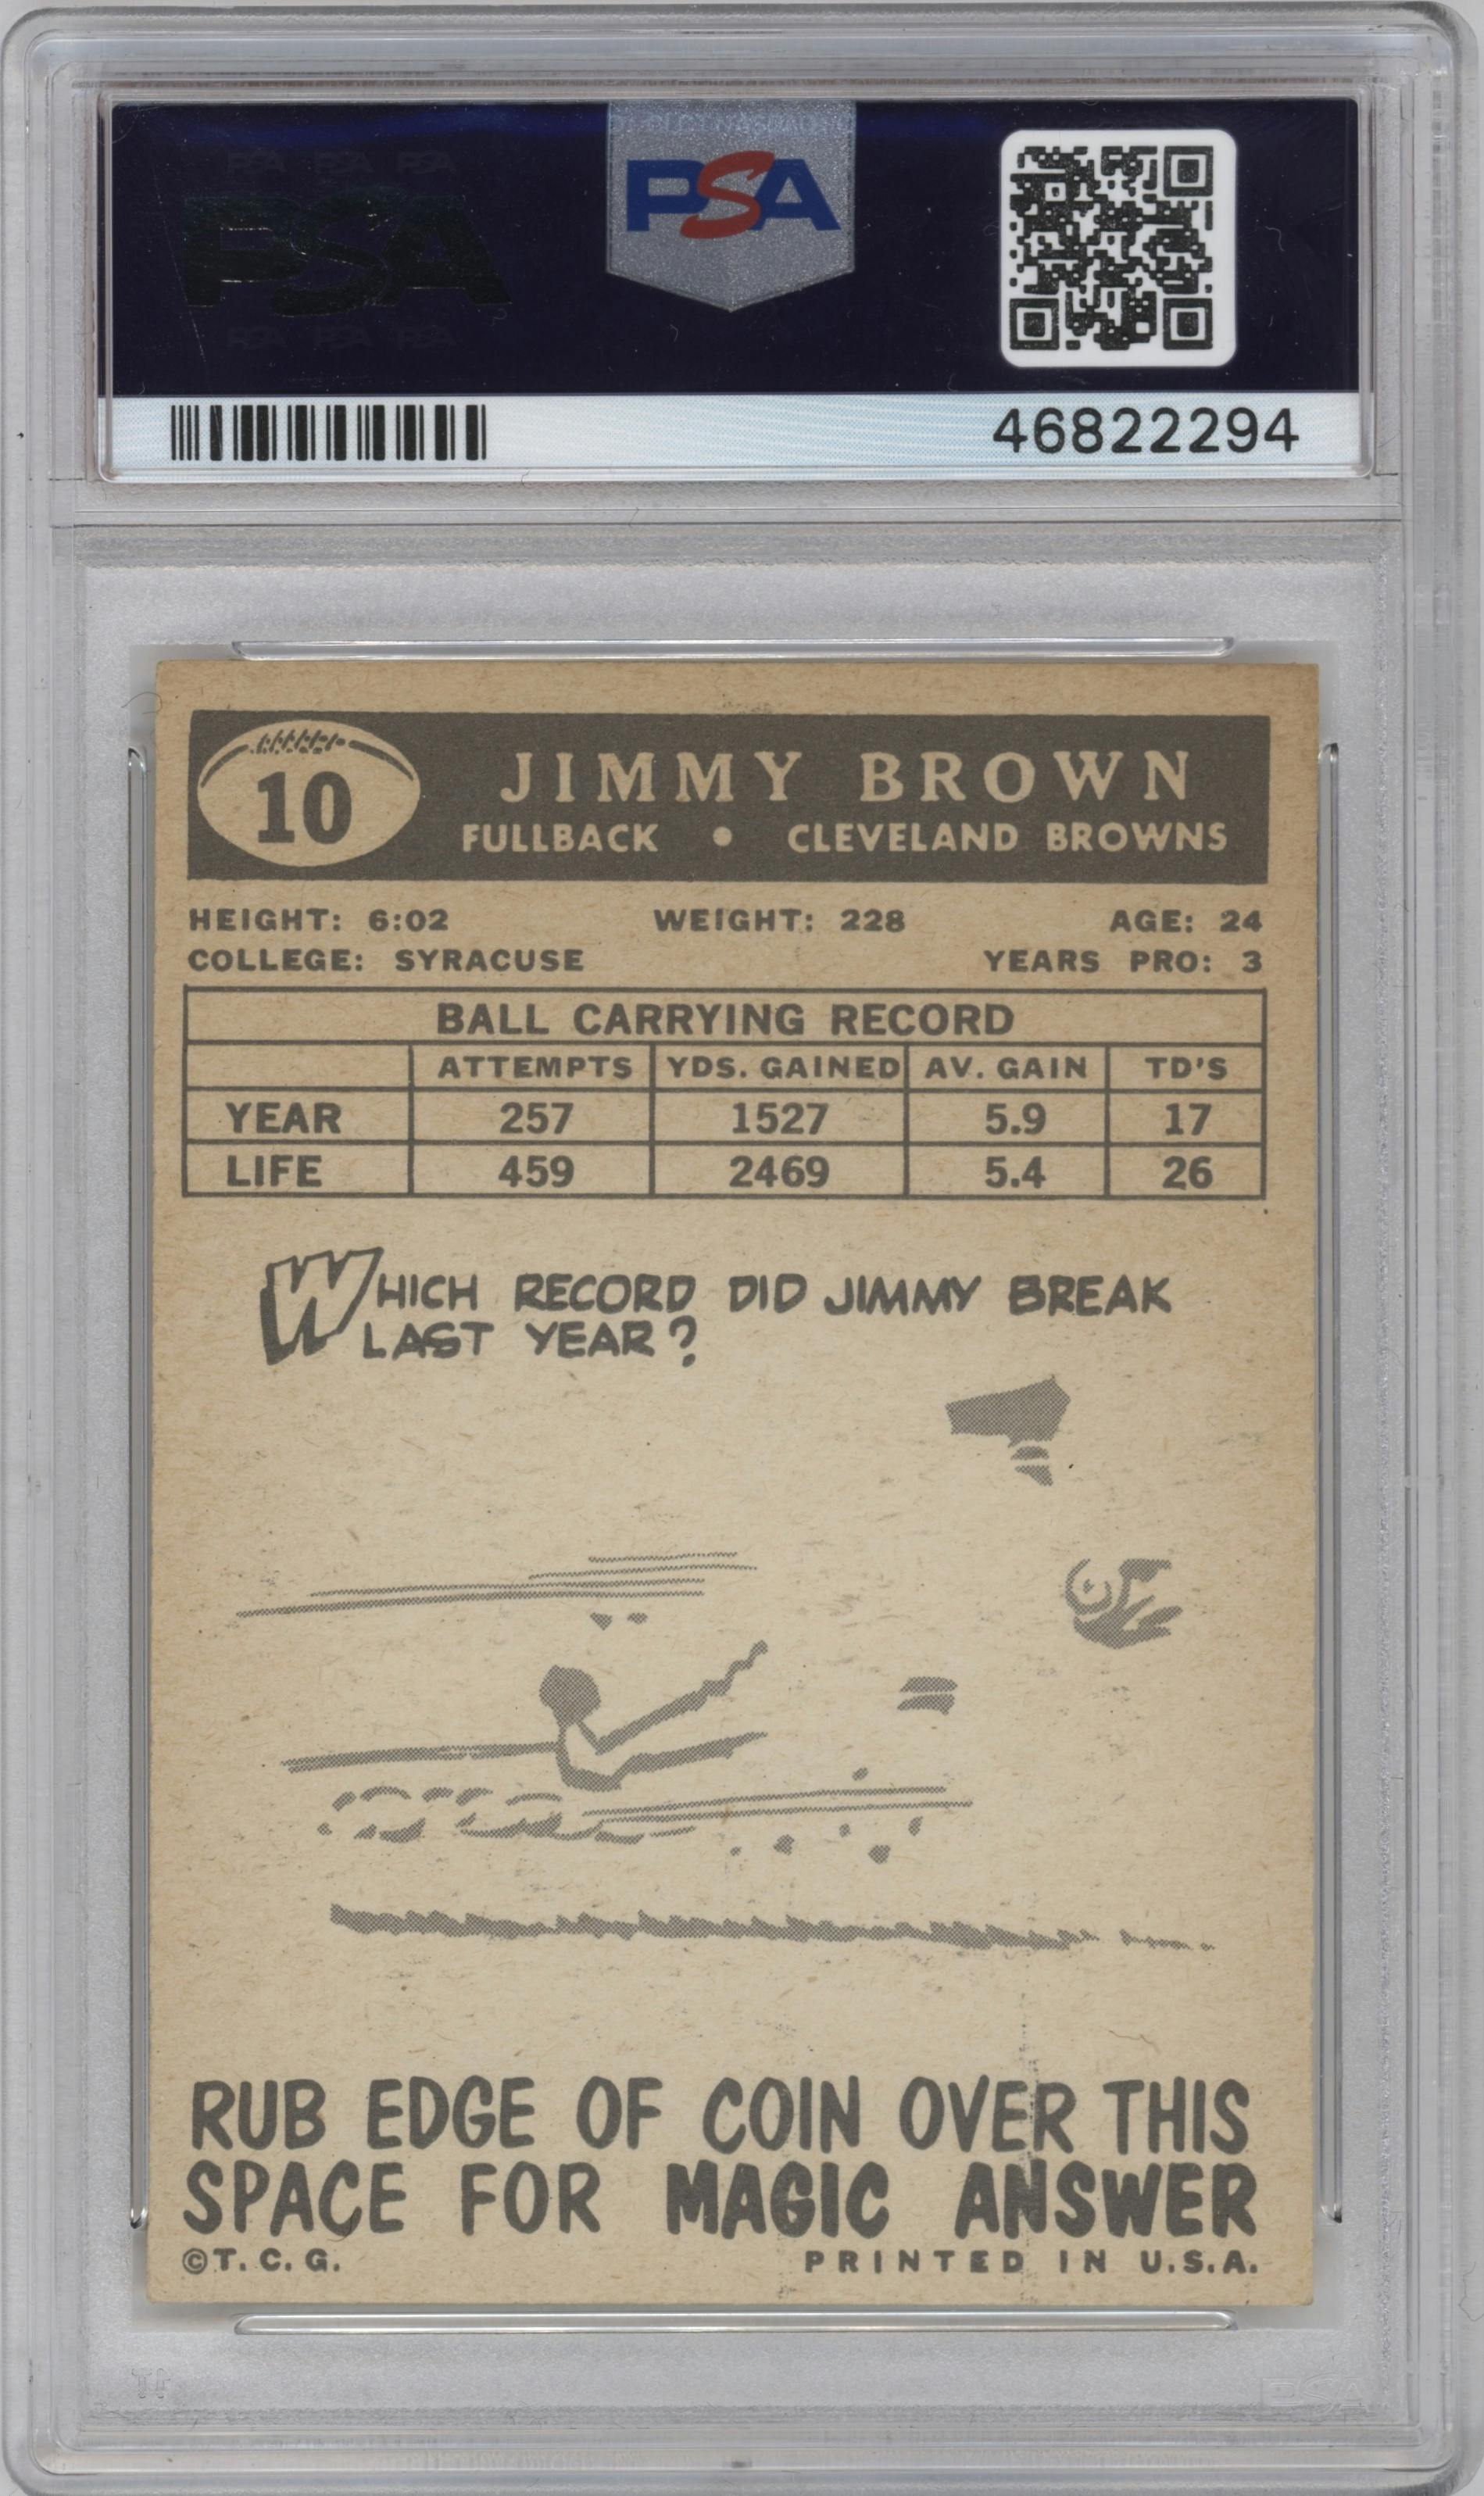 PSA
PSA
46822294
10
JIMMY BROWN
FULLBACK • CLEVELAND BROWNS
HEIGHT: 6:02 WEIGHT: 228 AGE: 24
COLLEGE: SYRACUSE YEARS PRO: 3
BALL CARRYING RECORD
ATTEMPTS YDS. GAINED AV. GAIN TD'S
YEAR 257 1527 5.9 17
LIFE 459 2469 5.4 26
WHICH RECORD DID JIMMY BREAK
LAST YEAR?
RUB EDGE OF COIN OVER THIS
SPACE FOR MAGIC ANSWER
©T.C.G. PRINTED IN U.S.A.
PSA